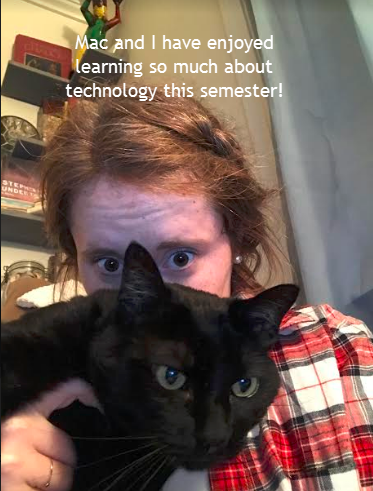 Mac and I have enjoyed
learning so much about
technology this semester!